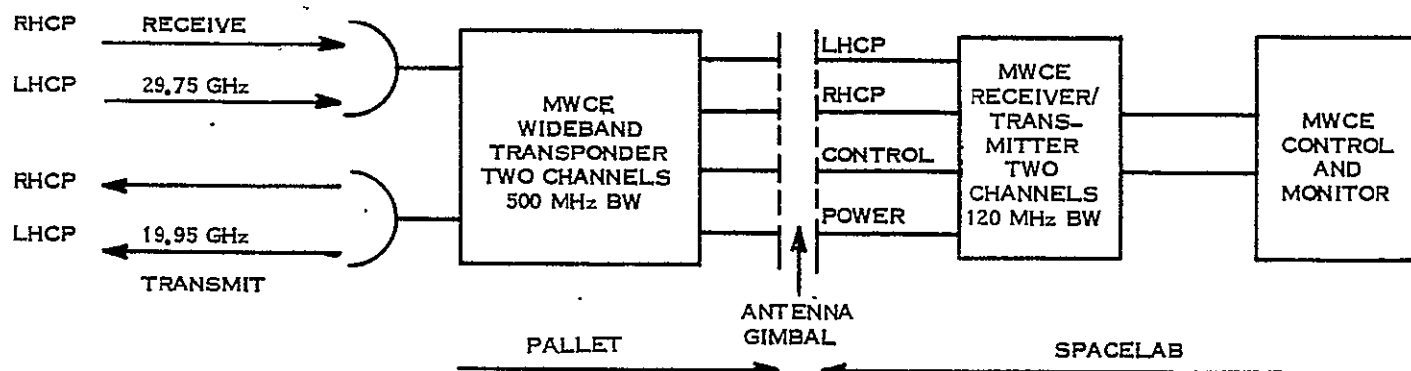 RHCP RECEIVE
LHCP 29.75 GHz
RHCP
LHCP 19.95 GHz
TRANSMIT
MWCE
WIDEBAND
TRANSPONDER
TWO CHANNELS
500 MHz BW
LHCP
RHCP
CONTROL
POWER
ANTENNA
GIMBAL
MWCE
RECEIVER/
TRANS-
MITTER
TWO
CHANNELS
120 MHz BW
MWCE
CONTROL
AND
MONITOR
PALLET
SPACELAB